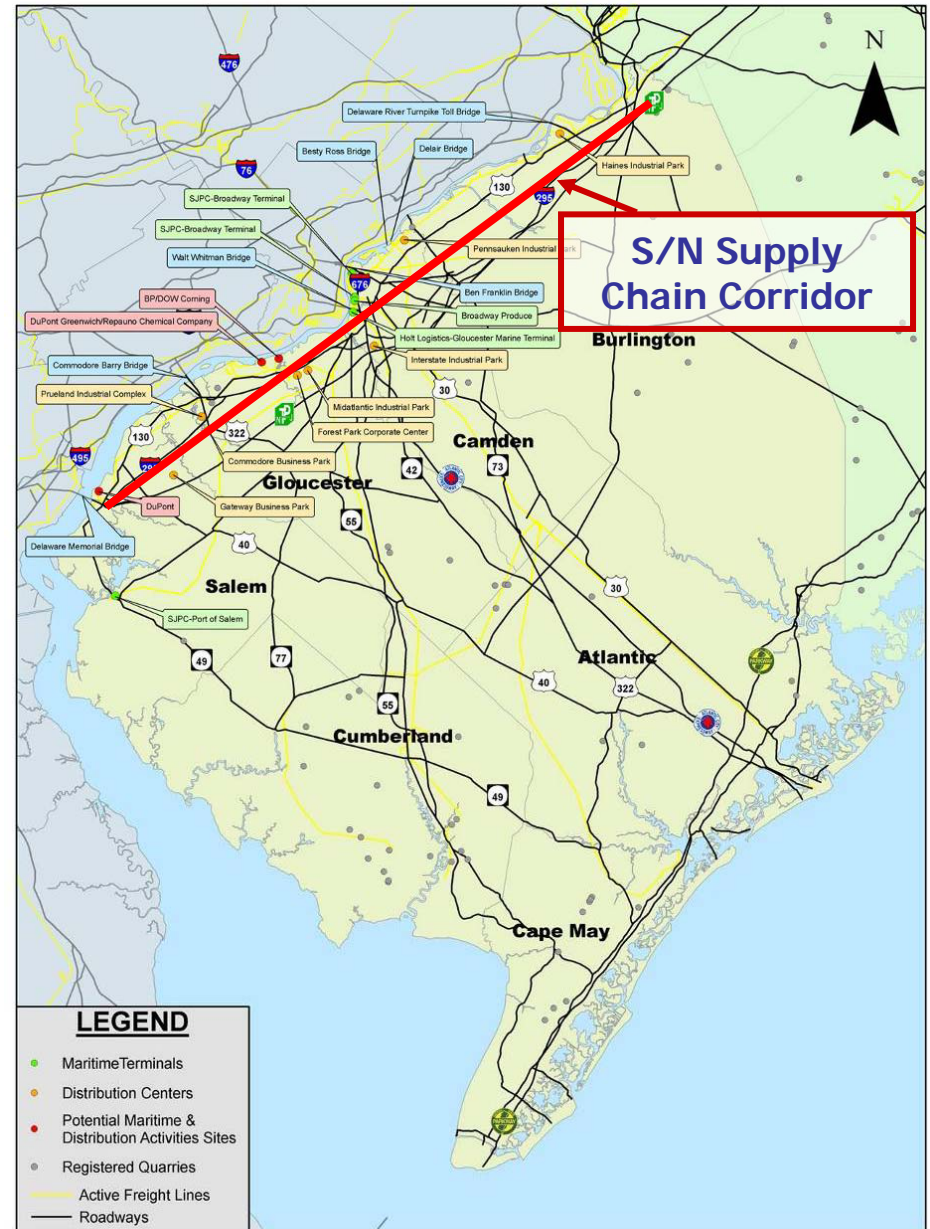 N
476
Delaware River Turnpike Toll Bridge
Besty Ross Bridge
Delair Bridge
Haines Industrial Park
76
130
295
SJPC-Broadway Terminal
S/N Supply
Chain Corridor
SJPC-Broadway Terminal
Pennsauken Industrial Park
Walt Whitman Bridge
676
Ben Franklin Bridge
BP/DOW Corning
Broadway Produce
DuPont Greenwich/Repauno Chemical Company
Holt Logistics-Gloucester Marine Terminal
Burlington
Commodore Barry Bridge
Interstate Industrial Park
Prueland Industrial Complex
30
Midatlantic Industrial Park
130
322
Forest Park Corporate Center
Camden
495
Commodore Business Park
42
73
Gloucester
DuPont
Gateway Business Park
55
Delaware Memorial Bridge
40
Salem
30
SJPC-Port of Salem
49
77
Atlantic
PARKWAY
40
322
55
Cumberland
49
Cape May
PARKWAY
LEGEND
MaritimeTerminals
Distribution Centers
Potential Maritime &
Distribution Activities Sites
Registered Quarries
Active Freight Lines
Roadways